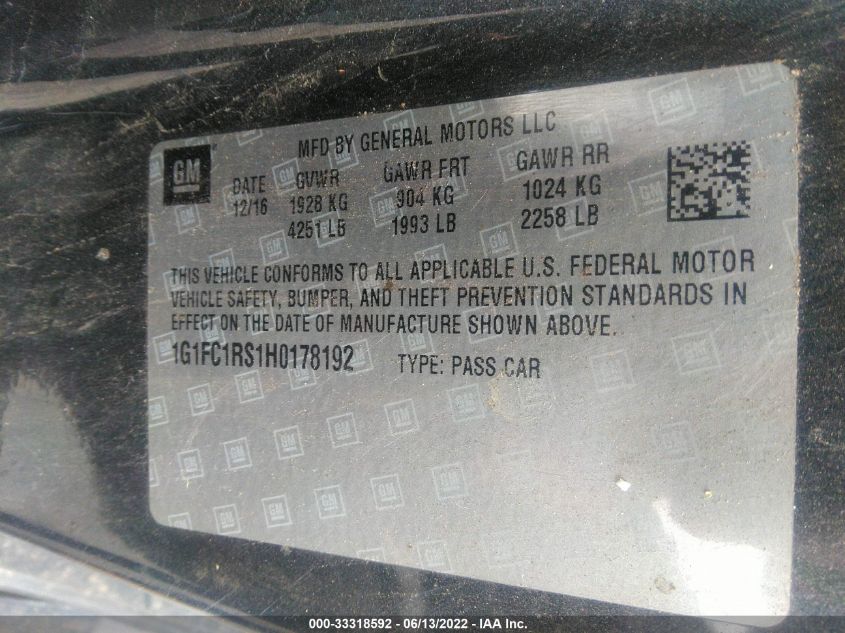 MFD BY GENERAL MOTORS LLC
GM
DATE GVWR GAWR FRT GAWR RR
12/16 1928 KG 904 KG 1024 KG
4251 LB 1993 LB 2258 LB
THIS VEHICLE CONFORMS TO ALL APPLICABLE U.S. FEDERAL MOTOR
VEHICLE SAFETY, BUMPER, AND THEFT PREVENTION STANDARDS IN
EFFECT ON THE DATE OF MANUFACTURE SHOWN ABOVE.
1G1FC1RS1H0178192 TYPE: PASS CAR
000-33318592 - 06/13/2022 - IAA Inc.